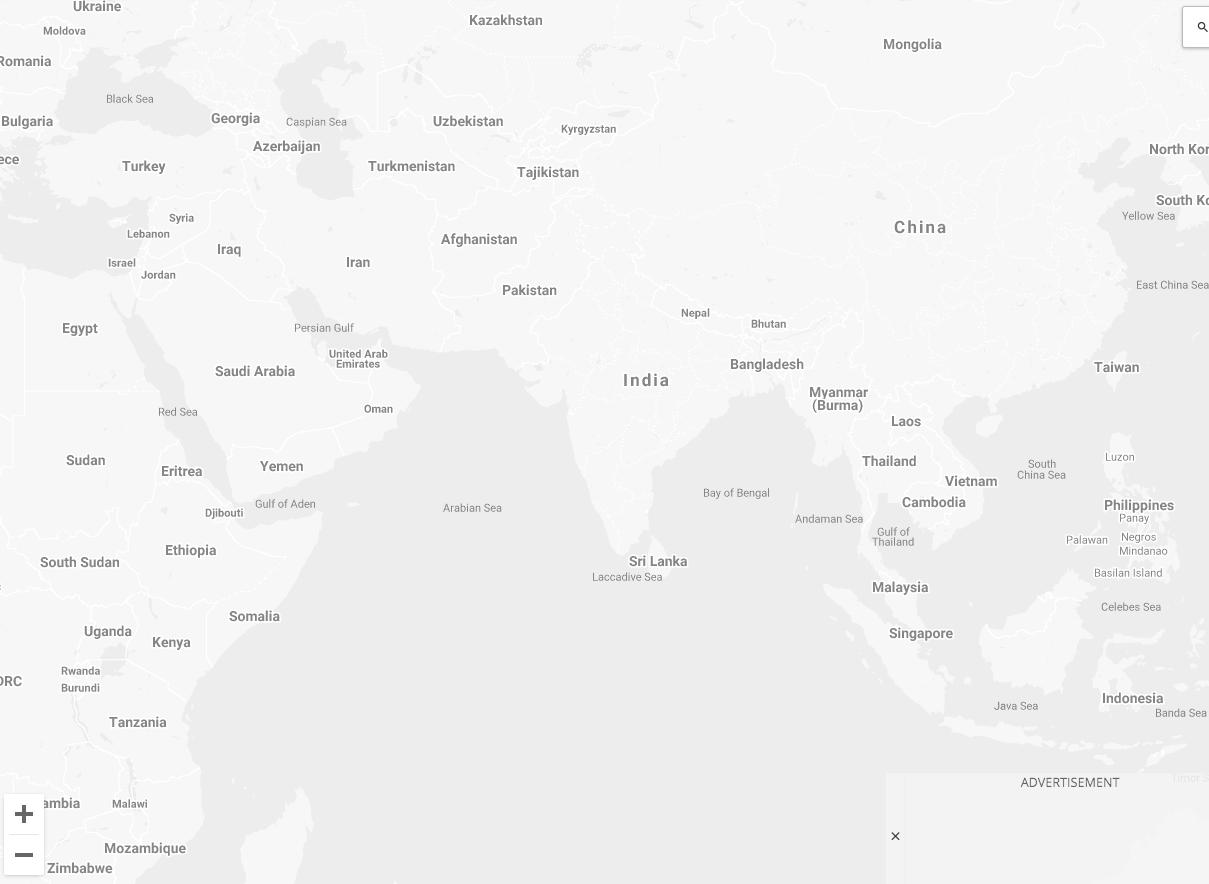 Ukraine
Kazakhstan
Moldova
Mongolia
Romania
Black Sea
Georgia
Caspian Sea
Uzbekistan
Bulgaria
Kyrgyzstan
Azerbaijan
North Kor
ece
Turkey
Turkmenistan
Tajikistan
South Ko
Syria
Yellow Sea
Lebanon
China
Iraq
Afghanistan
Israel
Iran
Jordan
Pakistan
East China Sea
Nepal
Bhutan
Egypt
Persian Gulf
United Arab
Emirates
Bangladesh
Taiwan
Saudi Arabia
India
Myanmar
(Burma)
Red Sea
Oman
Laos
Sudan
Eritrea
Yemen
Thailand
Luzon
South
China Sea
Vietnam
Bay of Bengal
Gulf of Aden
Arabian Sea
Cambodia
Philippines
Djibouti
Andaman Sea
Panay
Gulf of
Thailand
Negros
Palawan
Ethiopia
Mindanao
South Sudan
Sri Lanka
Laccadive Sea
Basilan Island
Malaysia
Celebes Sea
Somalia
Uganda
Kenya
Singapore
Rwanda
DRC
Burundi
Indonesia
Java Sea
Banda Sea
Tanzania
Timor S
ADVERTISEMENT
ambia
Malawi
Mozambique
Zimbabwe